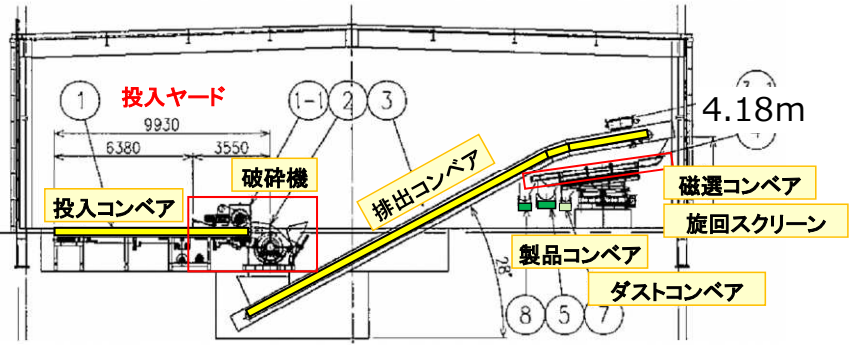 投入ヤード
①
1-1
②
③
4.18m
4
9930
6380
3550
破砕機
投入コンベア
排出コンベア
磁選コンベア
旋回スクリーン
製品コンベア
28°
ダストコンベア
⑧
⑤
⑦